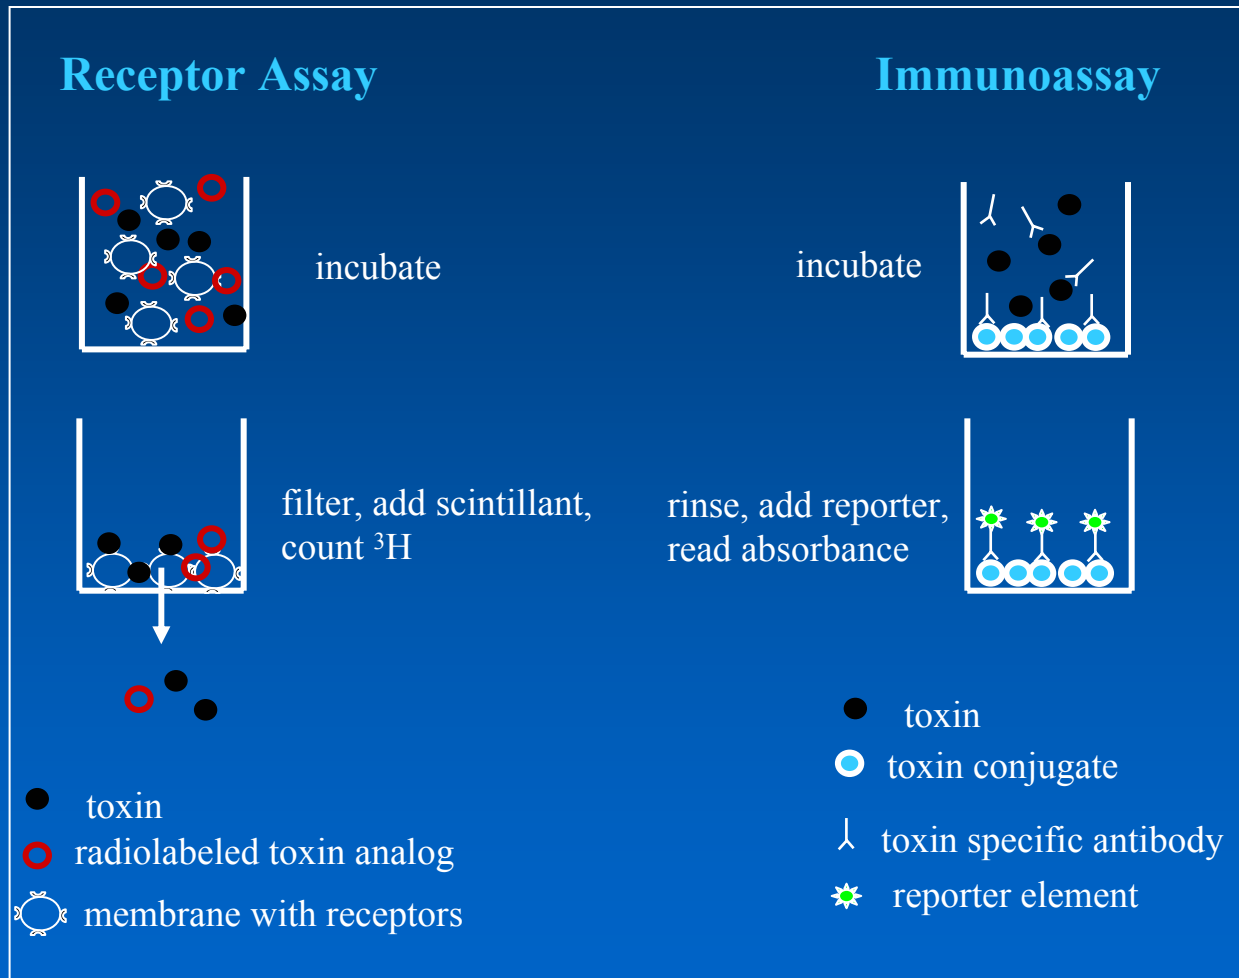 Receptor Assay
Immunoassay
incubate
incubate
filter, add scintillant,
count ³H
rinse, add reporter,
read absorbance
toxin
radiolabeled toxin analog
membrane with receptors
toxin
toxin conjugate
toxin specific antibody
reporter element